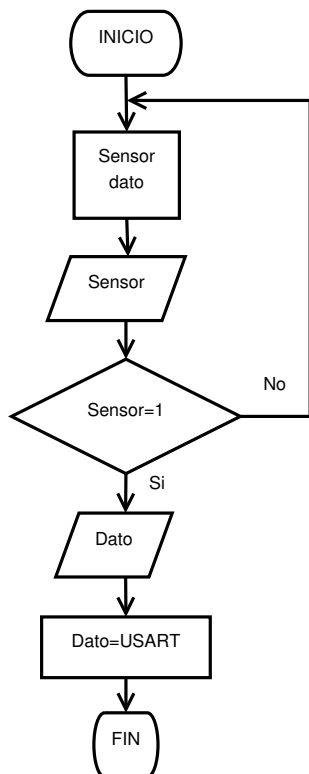 INICIO
Sensor
dato
Sensor
Sensor=1
No
Si
Dato
Dato=USART
FIN